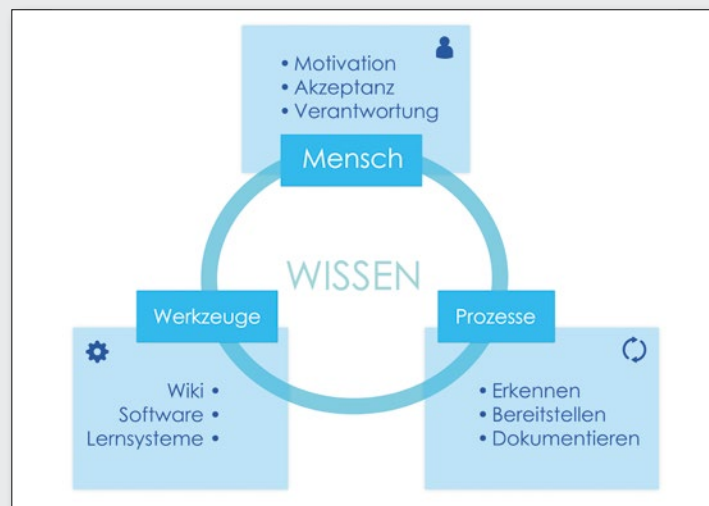 • Motivation
• Akzeptanz
• Verantwortung
Mensch
WISSEN
Werkzeuge
Prozesse
Wiki •
Software •
Lernsysteme •
• Erkennen
• Bereitstellen
• Dokumentieren